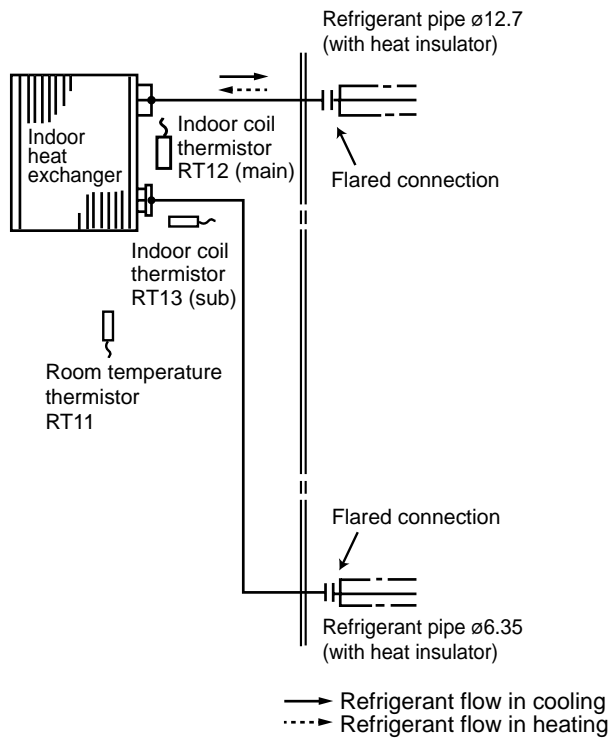 Refrigerant pipe ø12.7
(with heat insulator)
Indoor
heat
exchanger
Indoor coil
thermistor
RT12 (main)
Flared connection
Indoor coil
thermistor
RT13 (sub)
Room temperature
thermistor
RT11
Flared connection
Refrigerant pipe ø6.35
(with heat insulator)
Refrigerant flow in cooling
Refrigerant flow in heating